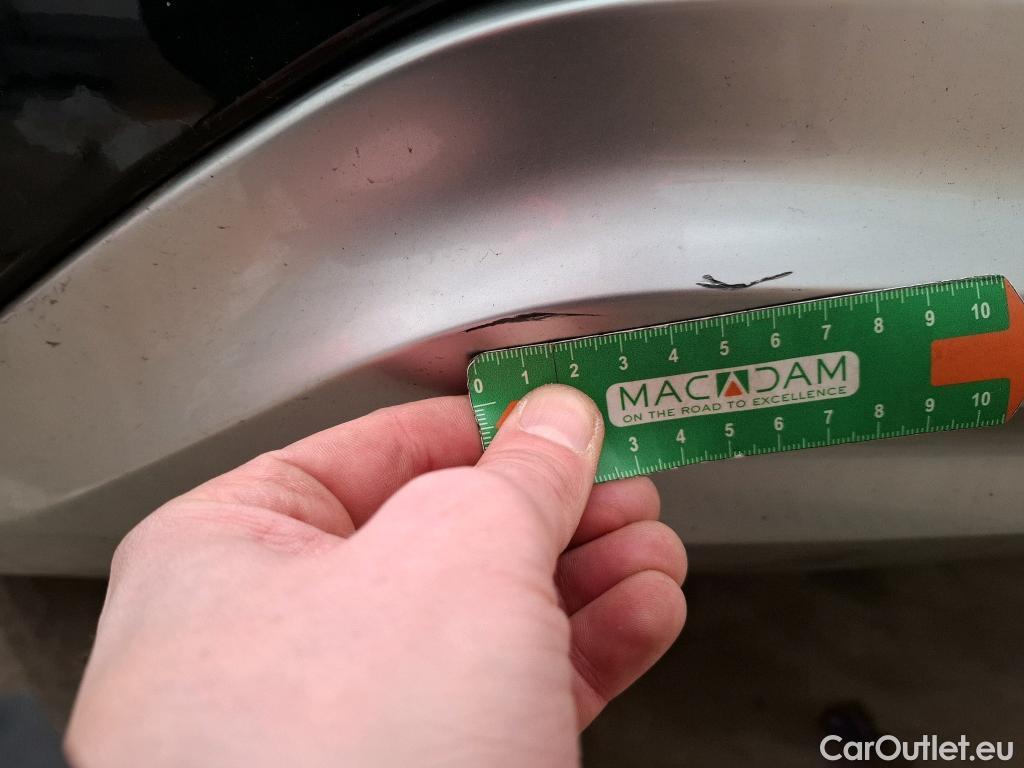 0 1 2 3 4 5 6 7 8 9 10
MACADAM
ON THE ROAD TO EXCELLENCE
3 4 5 6 7 8 9 10
CarOutlet.eu